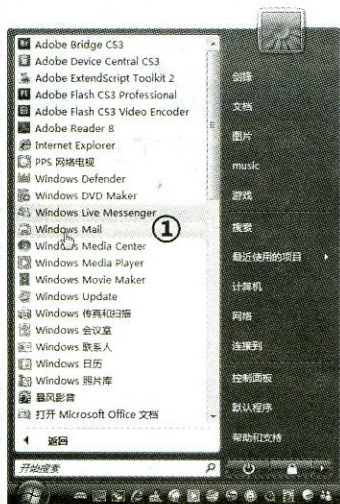 Adobe Bridge CS3
Adobe Device Central CS3
Adobe ExtendScript Toolkit 2
Adobe Flash CS3 Professional
Adobe Flash CS3 Video Encoder
Adobe Reader 8
Internet Explorer
PPS 网络电视
Windows Defender
Windows DVD Maker
Windows Live Messenger
Windows Mail
①
Windows Media Center
Windows Media Player
Windows Movie Maker
Windows Update
Windows 传真和扫描
Windows 会议室
Windows 联系人
Windows 日历
Windows 照片库
暴风影音
打开 Microsoft Office 文档
返回
开始搜索
剑锋
文档
图片
music
游戏
搜索
最近使用的项目
计算机
网络
连接到
控制面板
默认程序
帮助和支持